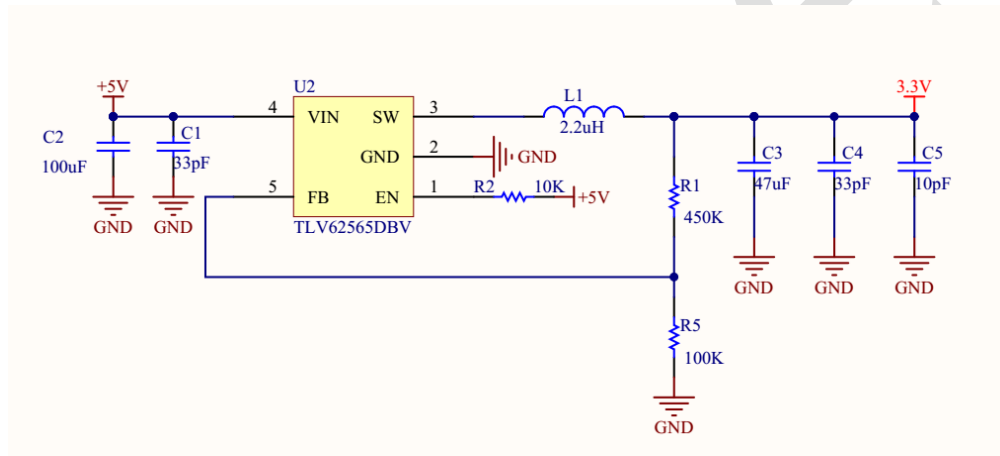 +5V
U2
L1
3.3V
4
VIN
SW
3
C2
100uF
C1
33pF
2.2uH
GND
2
GND
C3
47uF
C4
33pF
C5
10pF
5
FB
EN
1
R2
10K
+5V
R1
450K
GND
GND
TLV62565DBV
GND
GND
GND
R5
100K
GND